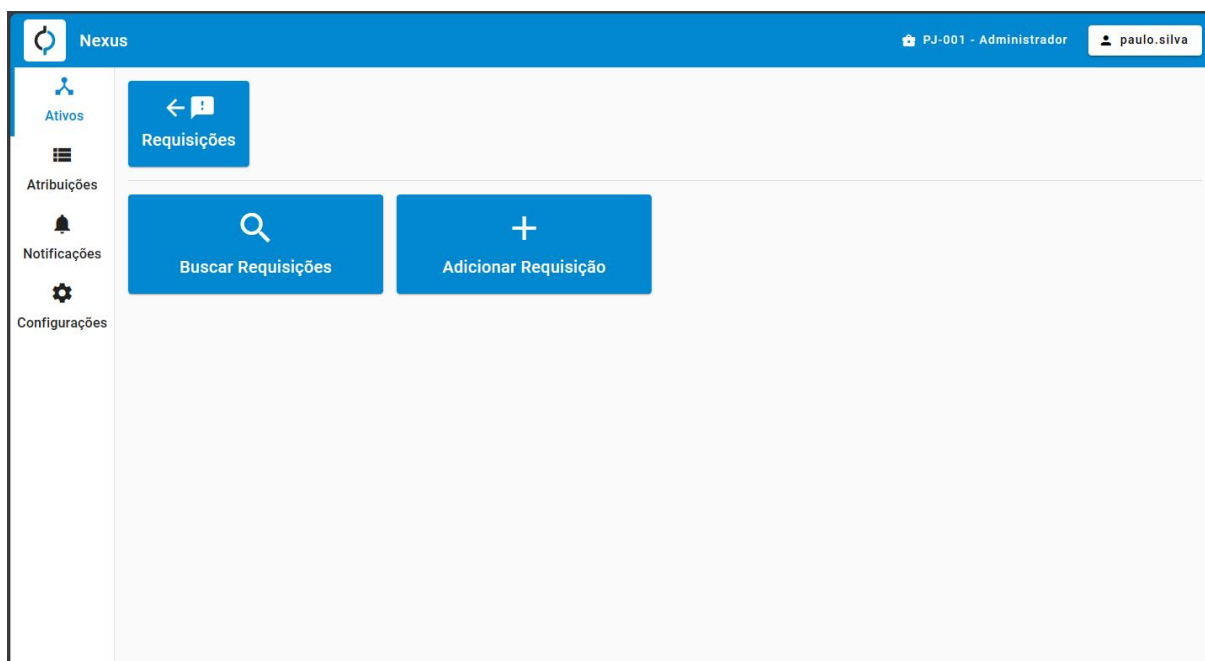 Nexus
PJ-001 - Administrador
paulo.silva
Ativos
Atribuições
Notificações
Configurações
Requisições
Buscar Requisições
Adicionar Requisição